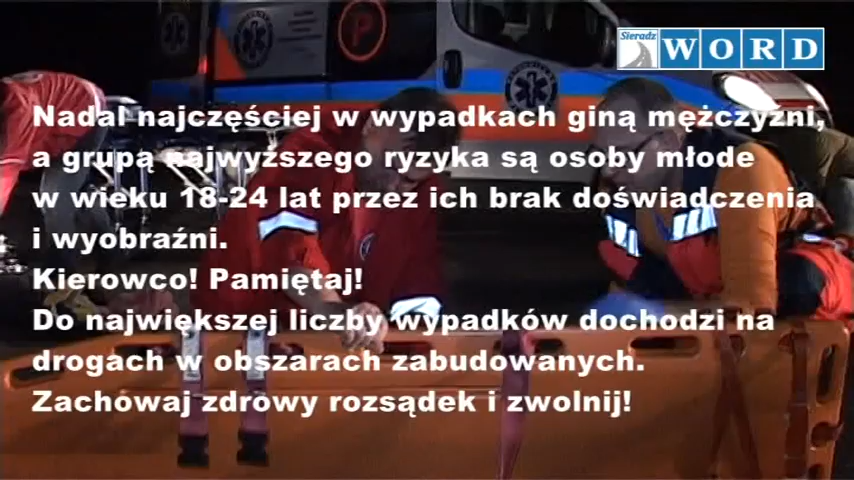 Sieradz
WORD
P
Nadal najczęściej w wypadkach giną mężczyźni,
a grupą najwyższego ryzyka są osoby młode
w wieku 18-24 lat przez ich brak doświadczenia
i wyobraźni.
Kierowco! Pamiętaj!
Do największej liczby wypadków dochodzi na
drogach w obszarach zabudowanych.
Zachowaj zdrowy rozsądek i zwolnij!